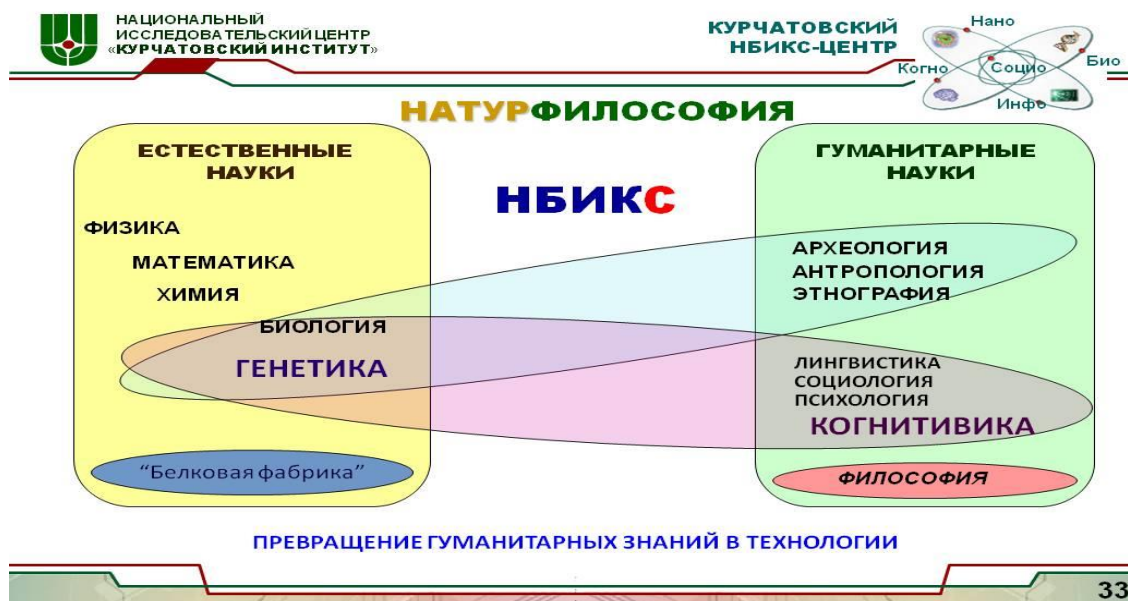 НАЦИОНАЛЬНЫЙ
ИССЛЕДОВАТЕЛЬСКИЙ ЦЕНТР
«КУРЧАТОВСКИЙ ИНСТИТУТ»
КУРЧАТОВСКИЙ
НБИКС-ЦЕНТР
Нано
Био
Когно
Социо
Инфо
НАТУРФИЛОСОФИЯ
ЕСТЕСТВЕННЫЕ
НАУКИ
ФИЗИКА
МАТЕМАТИКА
ХИМИЯ
БИОЛОГИЯ
ГЕНЕТИКА
"Белковая фабрика"
НБИКС
ГУМАНИТАРНЫЕ
НАУКИ
АРХЕОЛОГИЯ
АНТРОПОЛОГИЯ
ЭТНОГРАФИЯ
ЛИНГВИСТИКА
СОЦИОЛОГИЯ
ПСИХОЛОГИЯ
КОГНИТИВИКА
ФИЛОСОФИЯ
ПРЕВРАЩЕНИЕ ГУМАНИТАРНЫХ ЗНАНИЙ В ТЕХНОЛОГИИ
33